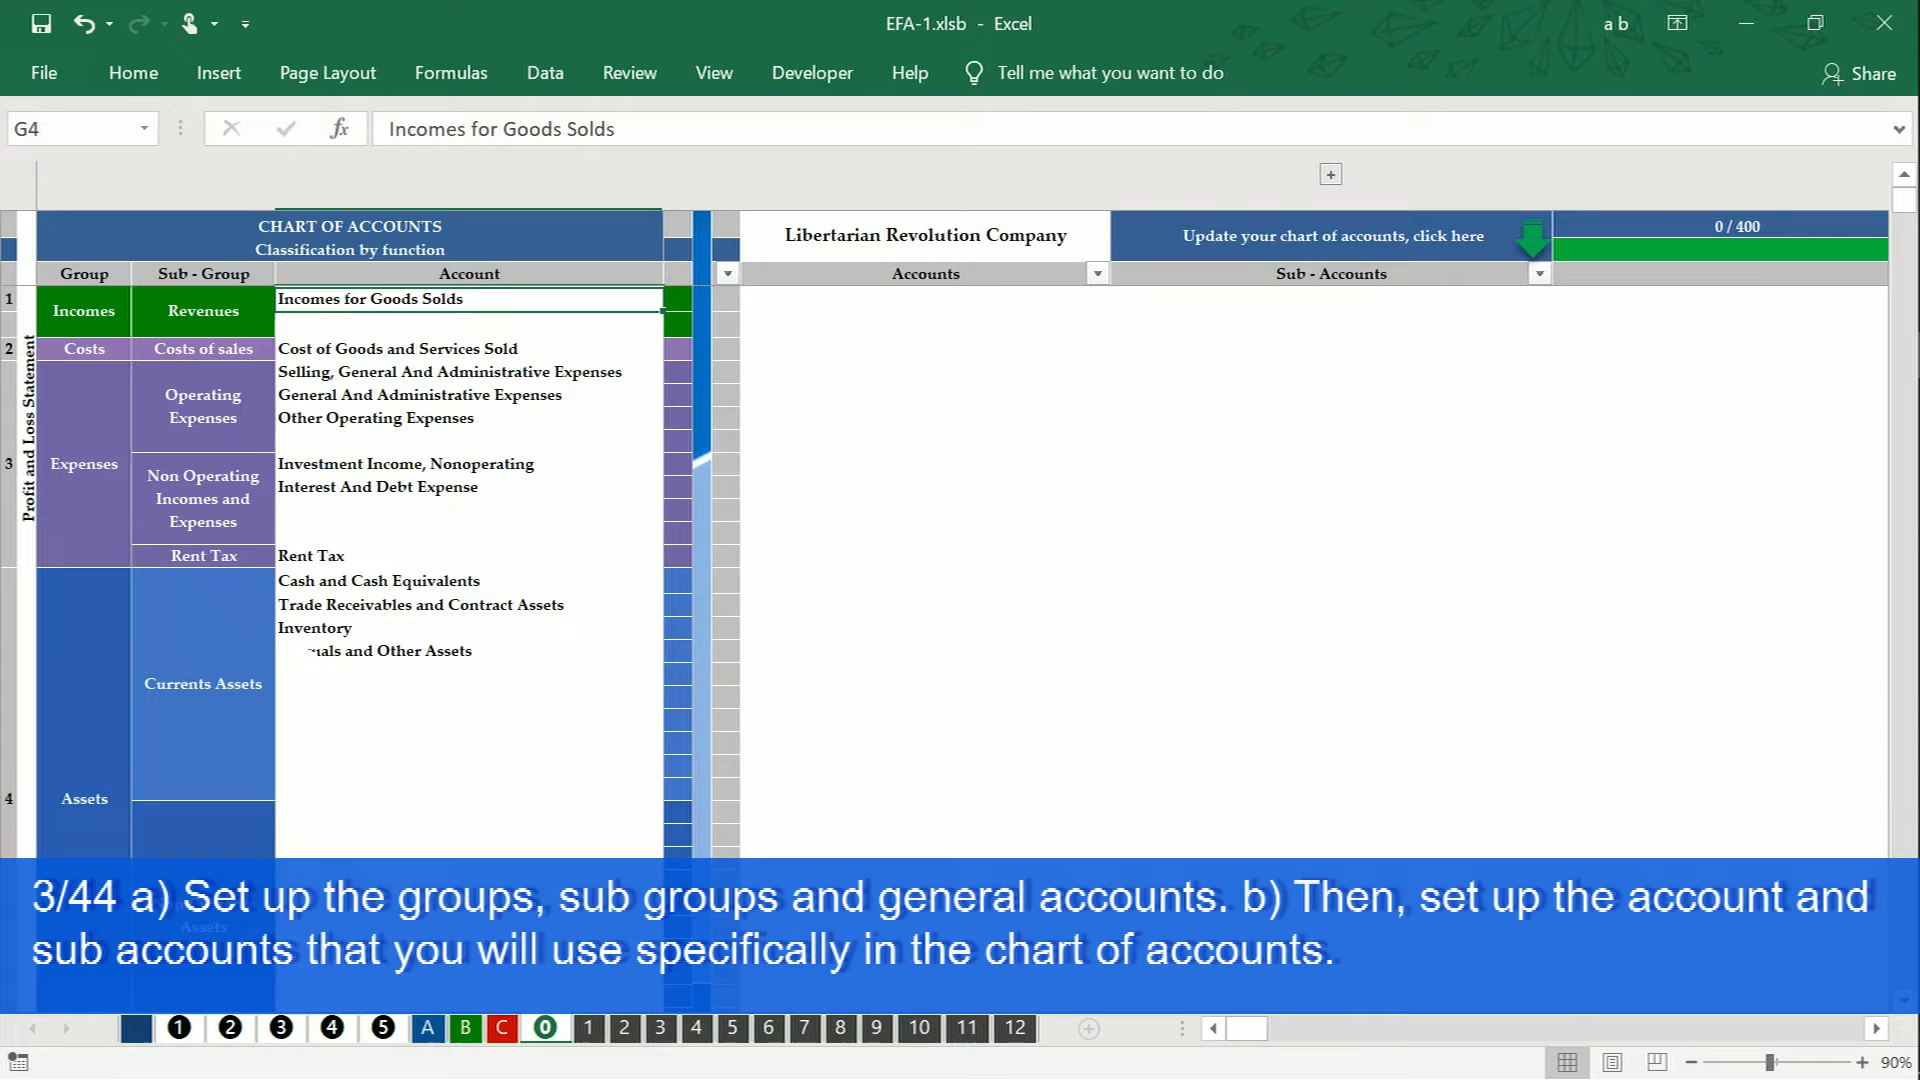 EFA-1.xlsb - Excel
a b
File Home Insert Page Layout Formulas Data Review View Developer Help Tell me what you want to do
Share
G4
fx
Incomes for Goods Solds
CHART OF ACCOUNTS
Classification by function
Group Sub - Group Account
Libertarian Revolution Company
Update your chart of accounts, click here
0 / 400
Accounts Sub - Accounts
Profit and Loss Statement
1
Incomes
Revenues
Incomes for Goods Solds
2 Costs Costs of sales Cost of Goods and Services Sold
3
Expenses
Operating
Expenses
Selling, General And Administrative Expenses
General And Administrative Expenses
Other Operating Expenses
Non Operating
Incomes and
Expenses
Investment Income, Nonoperating
Interest And Debt Expense
Rent Tax Rent Tax
4
Assets
Currents Assets
Cash and Cash Equivalents
Trade Receivables and Contract Assets
Inventory
and Other Assets
3/44 a) Set up the groups, sub groups and general accounts. b) Then, set up the account and
sub accounts that you will use specifically in the chart of accounts.
Assets
1 2 3 4 5 A B C 0 1 2 3 4 5 6 7 8 9 10 11 12
90%